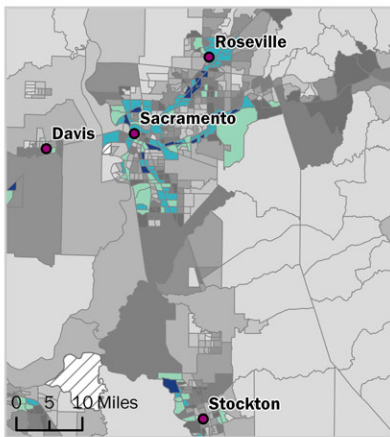 Roseville
Sacramento
Davis
0 5 10 Miles
Stockton